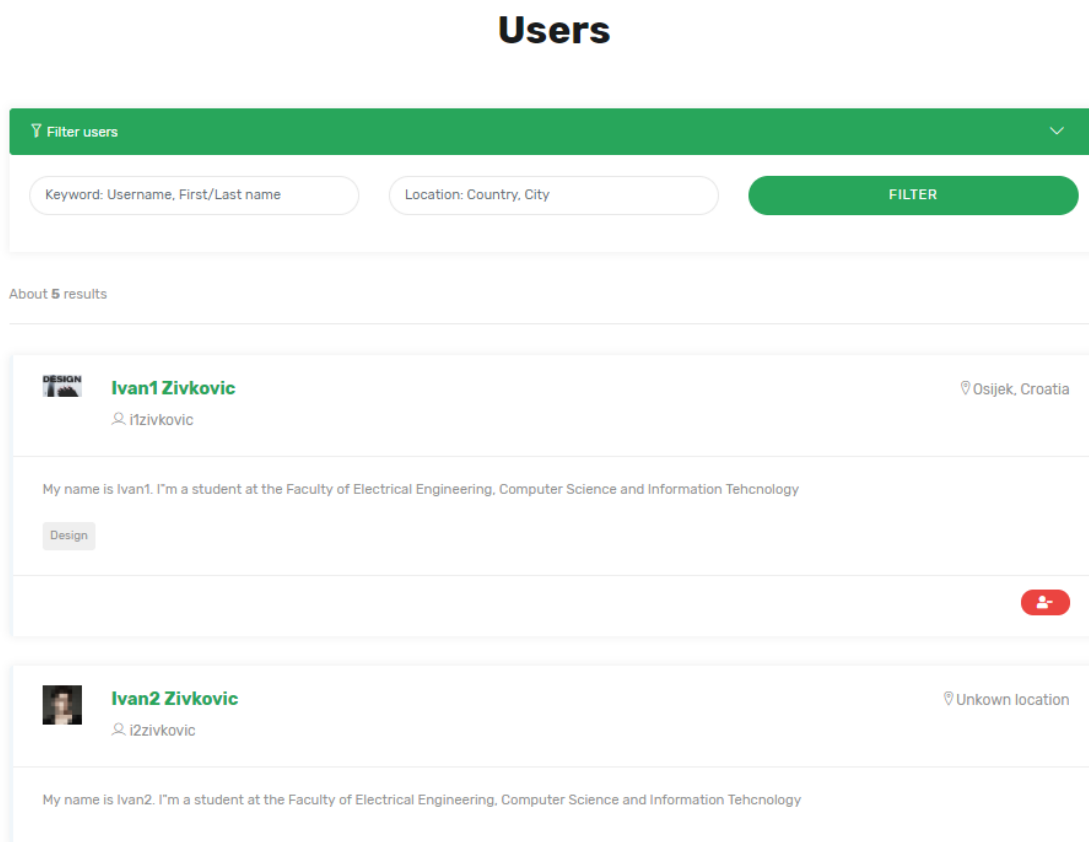 Users
Filter users
Keyword: Username, First/Last name
Location: Country, City
FILTER
About 5 results
DESIGN
Ivan1 Zivkovic
Osijek, Croatia
i1zivkovic
My name is Ivan1. I"m a student at the Faculty of Electrical Engineering, Computer Science and Information Tehcnology
Design
Ivan2 Zivkovic
Unkown location
i2zivkovic
My name is Ivan2. I"m a student at the Faculty of Electrical Engineering, Computer Science and Information Tehcnology